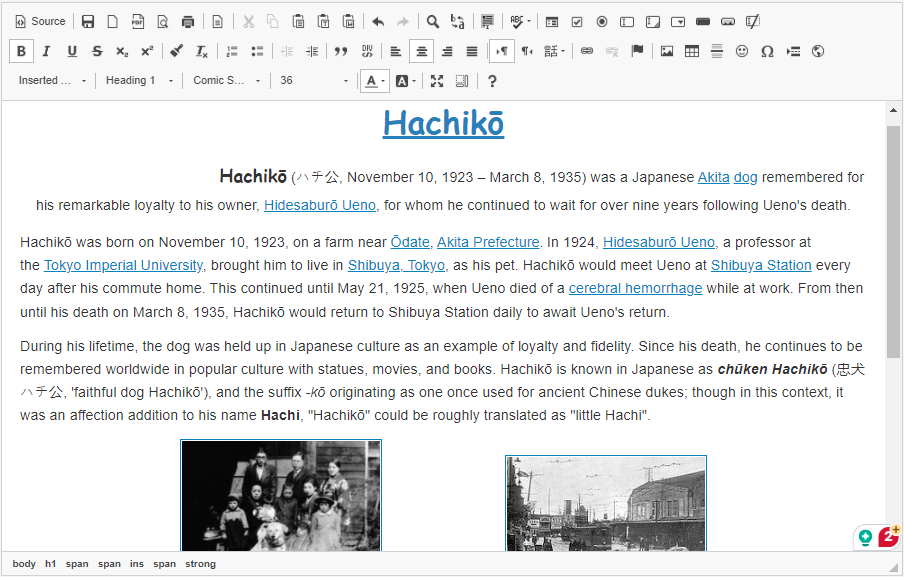 Source
ABC
Inserted ...
Heading 1
Comic S...
36
A
A
?
Hachikō
Hachikō (ハチ公, November 10, 1923 – March 8, 1935) was a Japanese Akita dog remembered for
his remarkable loyalty to his owner, Hidesaburō Ueno, for whom he continued to wait for over nine years following Ueno's death.
Hachikō was born on November 10, 1923, on a farm near Ōdate, Akita Prefecture. In 1924, Hidesaburō Ueno, a professor at
the Tokyo Imperial University, brought him to live in Shibuya, Tokyo, as his pet. Hachikō would meet Ueno at Shibuya Station every
day after his commute home. This continued until May 21, 1925, when Ueno died of a cerebral hemorrhage while at work. From then
until his death on March 8, 1935, Hachikō would return to Shibuya Station daily to await Ueno's return.
During his lifetime, the dog was held up in Japanese culture as an example of loyalty and fidelity. Since his death, he continues to be
remembered worldwide in popular culture with statues, movies, and books. Hachikō is known in Japanese as chūken Hachikō (忠犬
ハチ公, 'faithful dog Hachikō'), and the suffix -kō originating as one once used for ancient Chinese dukes; though in this context, it
was an affection addition to his name Hachi, "Hachikō" could be roughly translated as "little Hachi".
2
body h1 span span ins span strong